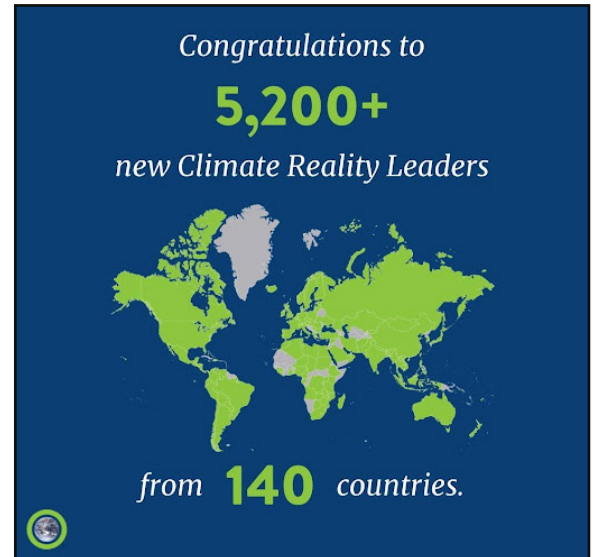 Congratulations to
5,200+
new Climate Reality Leaders
from 140 countries.